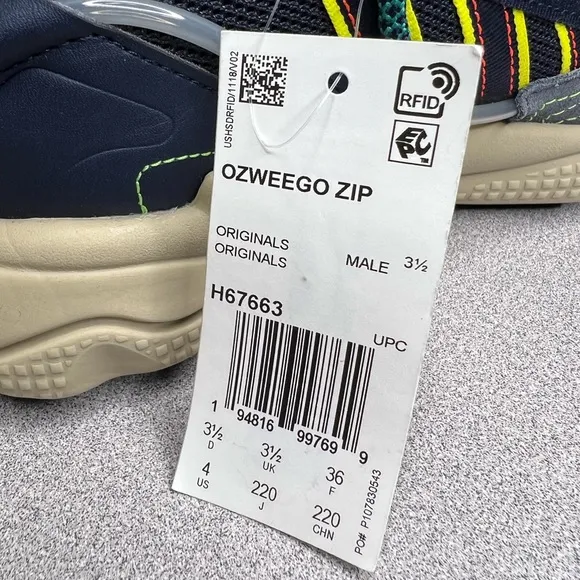 USHSDRFID/1118/V02
RFID
EPC™
OZWEEGO ZIP
ORIGINALS
ORIGINALS
MALE 3½
H67663
UPC
1 94816 99769 9
3½ 3½ 36
D UK F
4 220 220
US J CHN
PO# P107830543